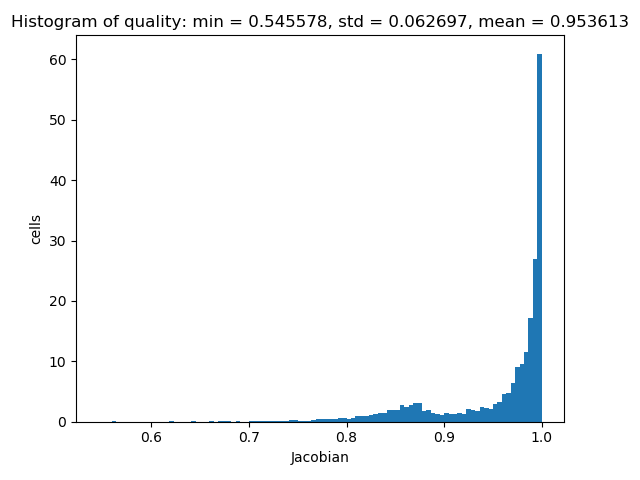 Histogram of quality: min = 0.545578, std = 0.062697, mean = 0.953613
60
50
40
30
20
10
0
cells
0.6 0.7 0.8 0.9 1.0
Jacobian